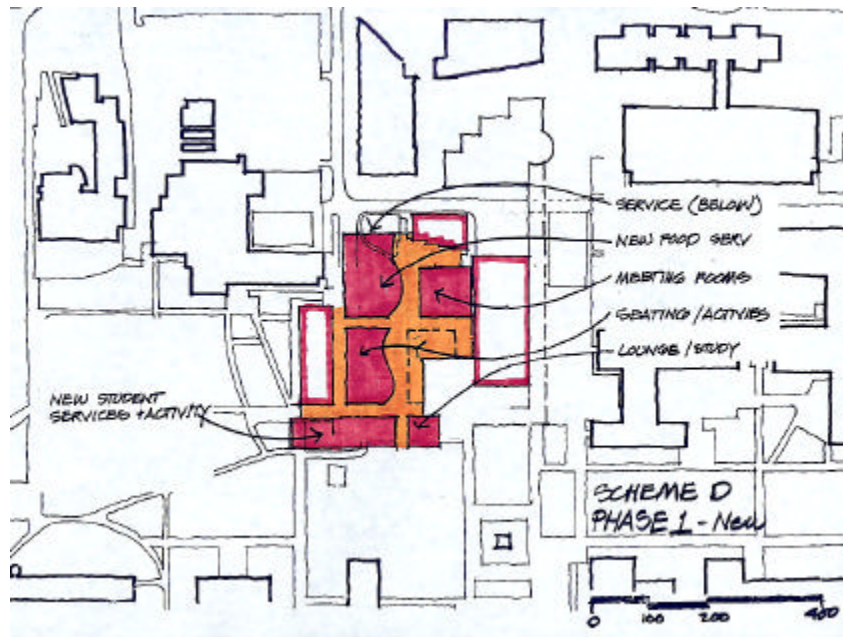 SERVICE (BELOW)
NEW FOOD SERV
MEETING ROOMS
SEATING/ACTIVIES
LOUNGE/STUDY
NEW STUDENT
SERVICES + ACTIVITY
SCHEME D
PHASE 1 - New
0 100 200 400